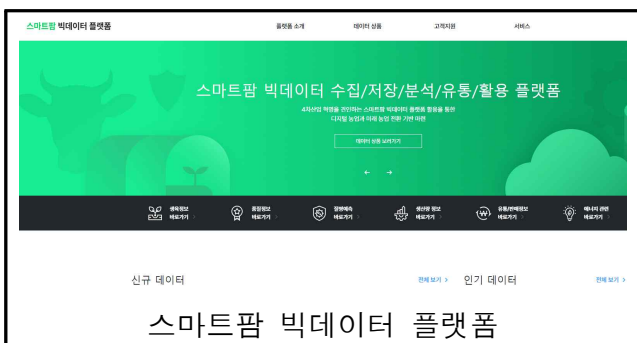 스마트팜 빅데이터 플랫폼
플랫폼 소개 데이터 상품 고객지원 서비스
스마트팜 빅데이터 수집/저장/분석/유통/활용 플랫폼
4차산업 혁명을 견인하는 스마트팜 빅데이터 플랫폼 활용을 통한
디지털 농업과 미래 농업 전환 기반 마련
데이터 상품 보러가기
← →
생육정보 바로가기 >
품질정보 바로가기 >
질병예측 바로가기 >
생산량 정보 바로가기 >
유통/판매정보 바로가기 >
에너지 관련 바로가기 >
신규 데이터 전체 보기 > 인기 데이터 전체 보기 >
스마트팜 빅데이터 플랫폼